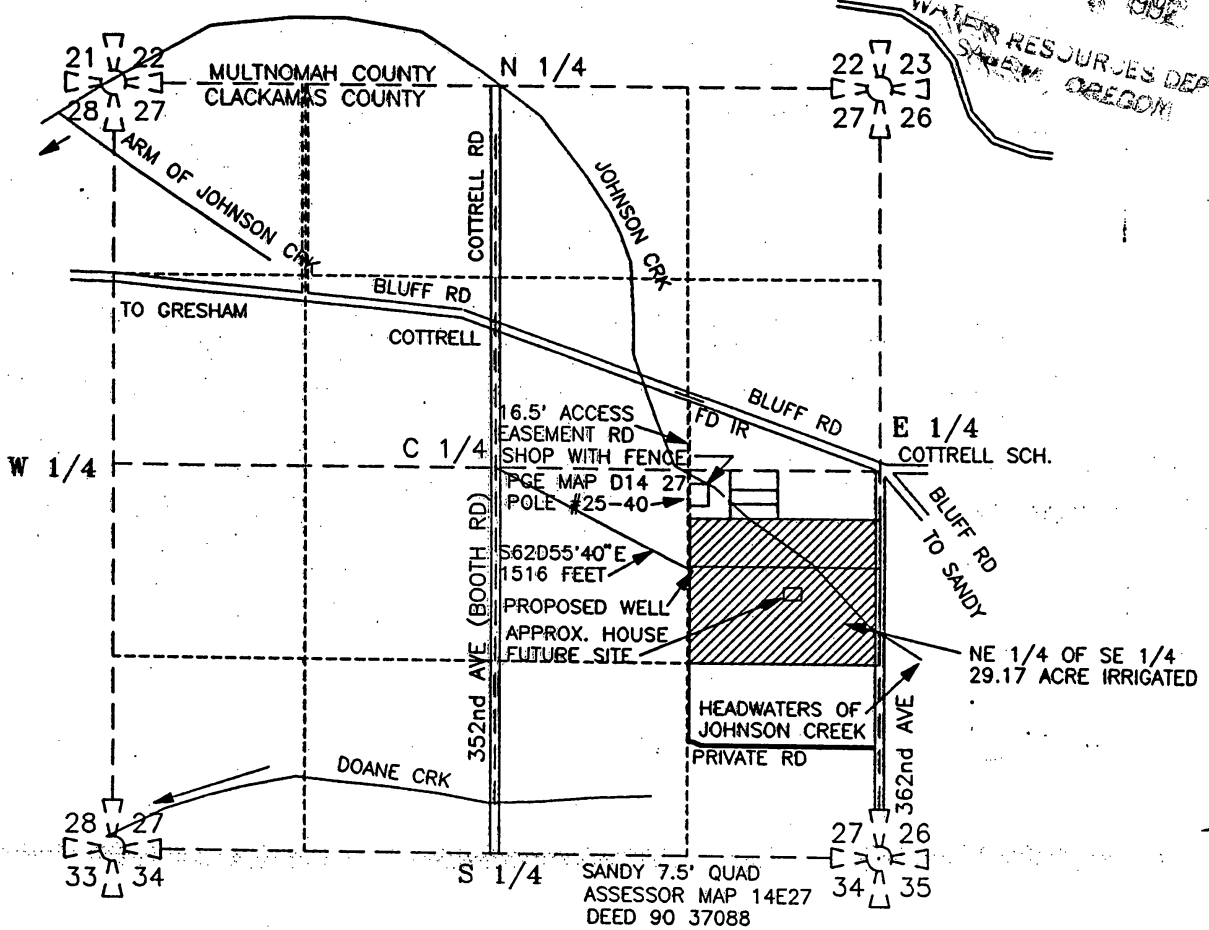 1992
WATER RESOURCES DEP
SALEM, OREGON
21 22
28 27
MULTNOMAH COUNTY
CLACKAMAS COUNTY
N 1/4
22 23
27 26
ARM OF JOHNSON CRK
COTTRELL RD
JOHNSON CRK
BLUFF RD
TO GRESHAM
COTTRELL
BLUFF RD
FD IR
16.5' ACCESS
EASEMENT RD
SHOP WITH FENCE
PGE MAP D14 27
POLE #25-40
W 1/4
C 1/4
E 1/4
COTTRELL SCH.
BLUFF RD
TO SANDY
S62D55'40"E
1516 FEET
PROPOSED WELL
APPROX. HOUSE
FUTURE SITE
352nd AVE (BOOTH RD)
NE 1/4 OF SE 1/4
29.17 ACRE IRRIGATED
HEADWATERS OF
JOHNSON CREEK
PRIVATE RD
362nd AVE
DOANE CRK
28 27
33 34
S 1/4
27 26
34 35
SANDY 7.5' QUAD
ASSESSOR MAP 14E27
DEED 90 37088